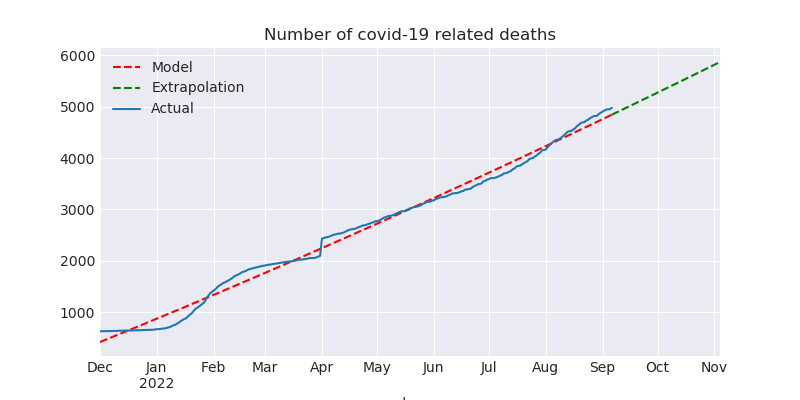 Number of covid-19 related deaths
6000
5000
4000
3000
2000
1000
Model
Extrapolation
Actual
Dec Jan Feb Mar Apr May Jun Jul Aug Sep Oct Nov
2022